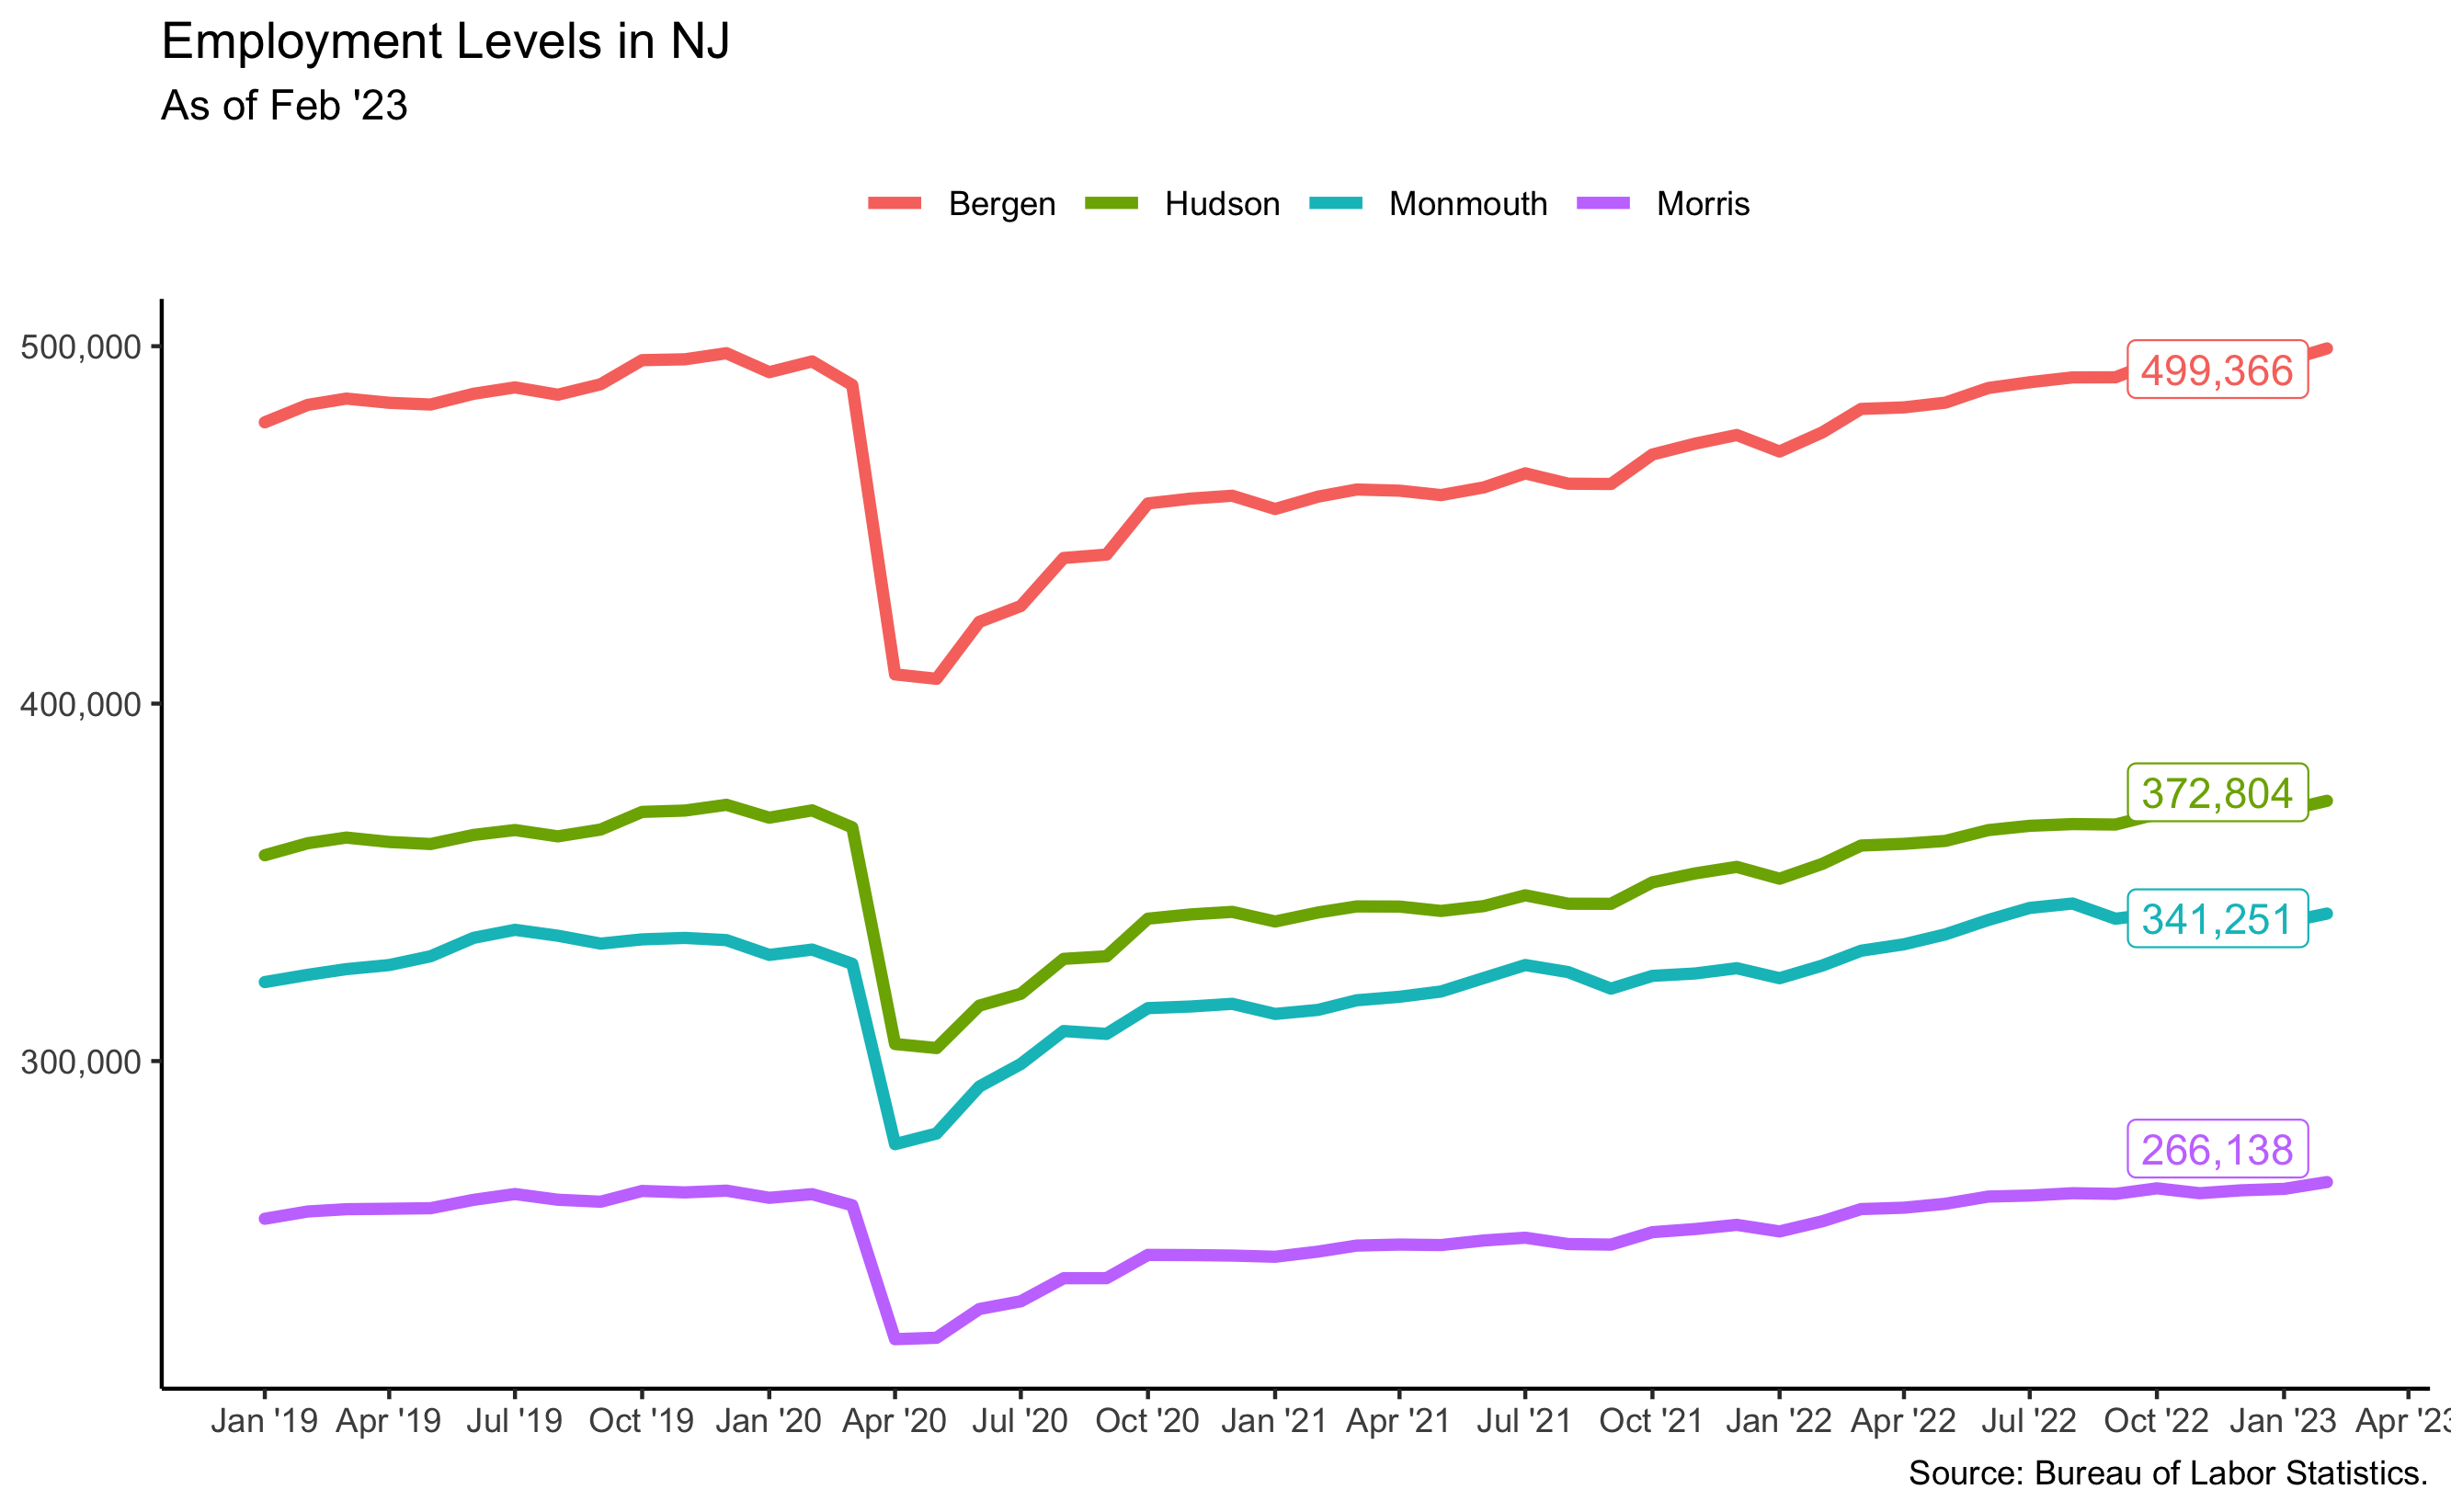 Employment Levels in NJ
As of Feb '23
Bergen Hudson Monmouth Morris
500,000
400,000
300,000
499,366
372,804
341,251
266,138
Jan '19 Apr '19 Jul '19 Oct '19 Jan '20 Apr '20 Jul '20 Oct '20 Jan '21 Apr '21 Jul '21 Oct '21 Jan '22 Apr '22 Jul '22 Oct '22 Jan '23 Apr '23
Source: Bureau of Labor Statistics.